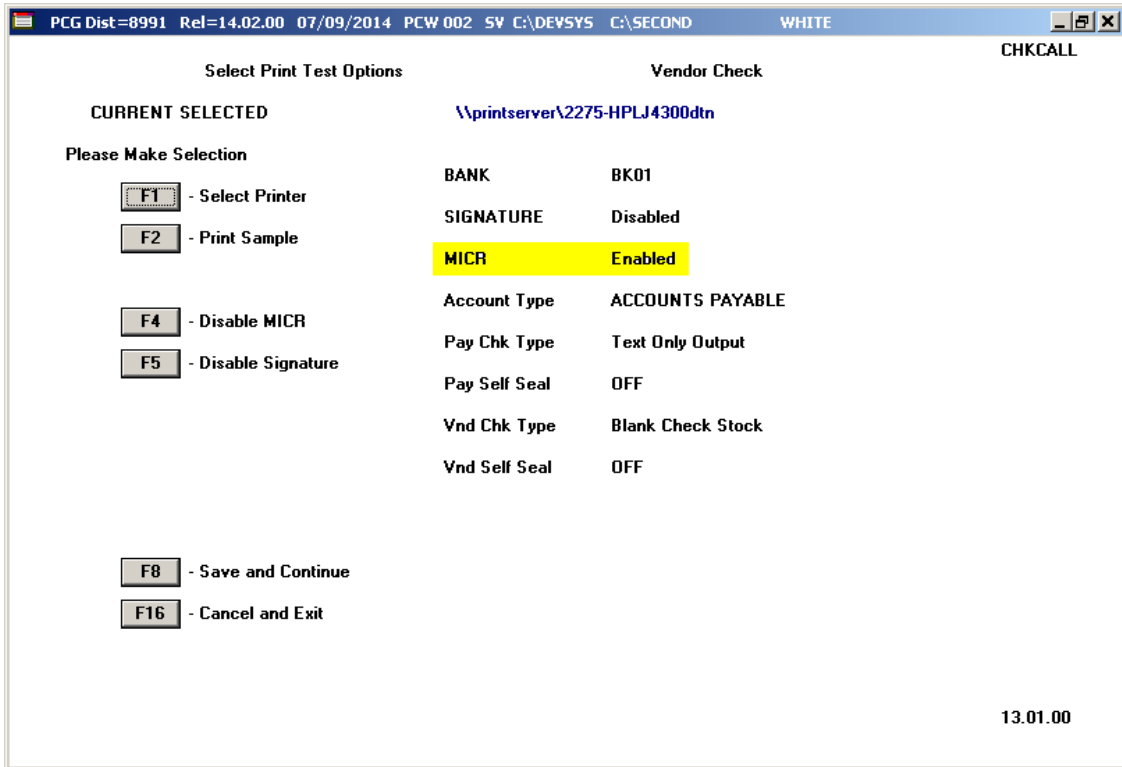 PCG Dist=8991 Rel=14.02.00 07/09/2014 PCW 002 SV C:\DEVSYS C:\SECOND WHITE
CHKCALL
Select Print Test Options Vendor Check
CURRENT SELECTED \\printserver\2275-HPLJ4300dtn
Please Make Selection
BANK BK01
F1 - Select Printer
SIGNATURE Disabled
F2 - Print Sample
MICR Enabled
Account Type ACCOUNTS PAYABLE
F4 - Disable MICR
Pay Chk Type Text Only Output
F5 - Disable Signature
Pay Self Seal OFF
Vnd Chk Type Blank Check Stock
Vnd Self Seal OFF
F8 - Save and Continue
F16 - Cancel and Exit
13.01.00